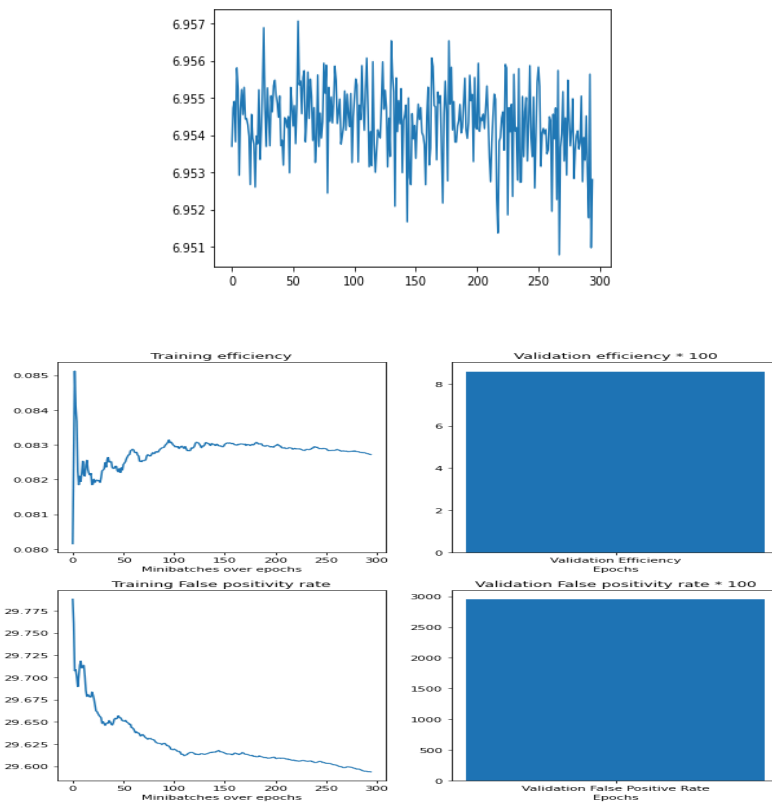 6.957
6.956
6.955
6.954
6.953
6.952
6.951
0 50 100 150 200 250 300
Training efficiency
0.085
0.084
0.083
0.082
0.081
0.080
0 50 100 150 200 250 300
Minibatches over epochs
Validation efficiency * 100
8
6
4
2
0
Validation Efficiency
Epochs
Training False positivity rate
29.775
29.750
29.725
29.700
29.675
29.650
29.625
29.600
0 50 100 150 200 250 300
Minibatches over epochs
Validation False positivity rate * 100
3000
2500
2000
1500
1000
500
0
Validation False Positive Rate
Epochs